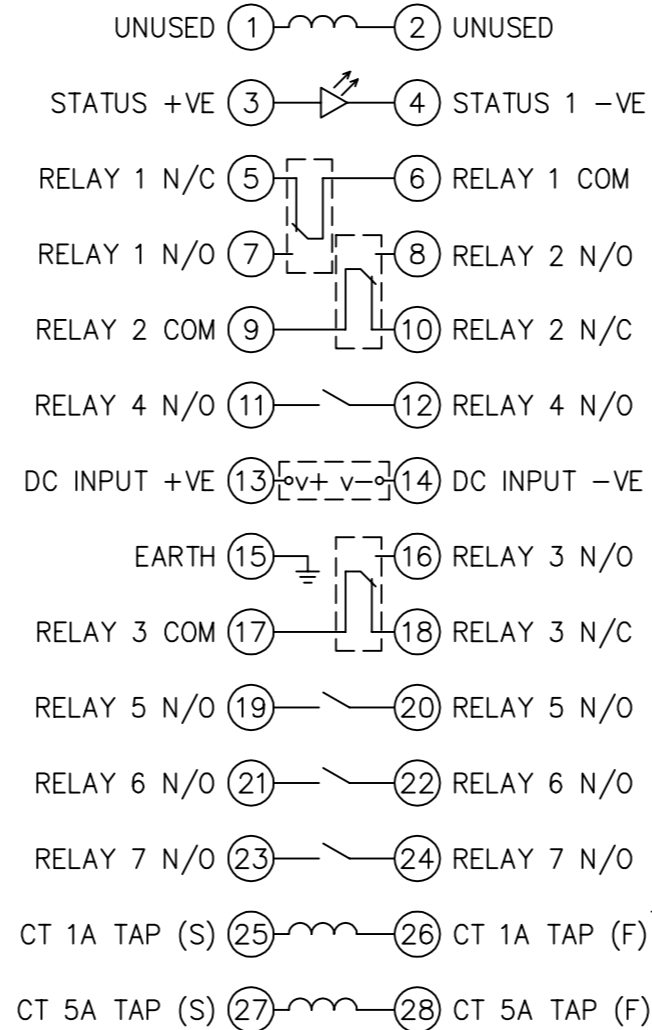 UNUSED 1 2 UNUSED
STATUS +VE 3 4 STATUS 1 −VE
RELAY 1 N/C 5 6 RELAY 1 COM
RELAY 1 N/O 7 8 RELAY 2 N/O
RELAY 2 COM 9 10 RELAY 2 N/C
RELAY 4 N/O 11 12 RELAY 4 N/O
DC INPUT +VE 13 V+ V− 14 DC INPUT −VE
EARTH 15 16 RELAY 3 N/O
RELAY 3 COM 17 18 RELAY 3 N/C
RELAY 5 N/O 19 20 RELAY 5 N/O
RELAY 6 N/O 21 22 RELAY 6 N/O
RELAY 7 N/O 23 24 RELAY 7 N/O
CT 1A TAP (S) 25 26 CT 1A TAP (F)
CT 5A TAP (S) 27 28 CT 5A TAP (F)